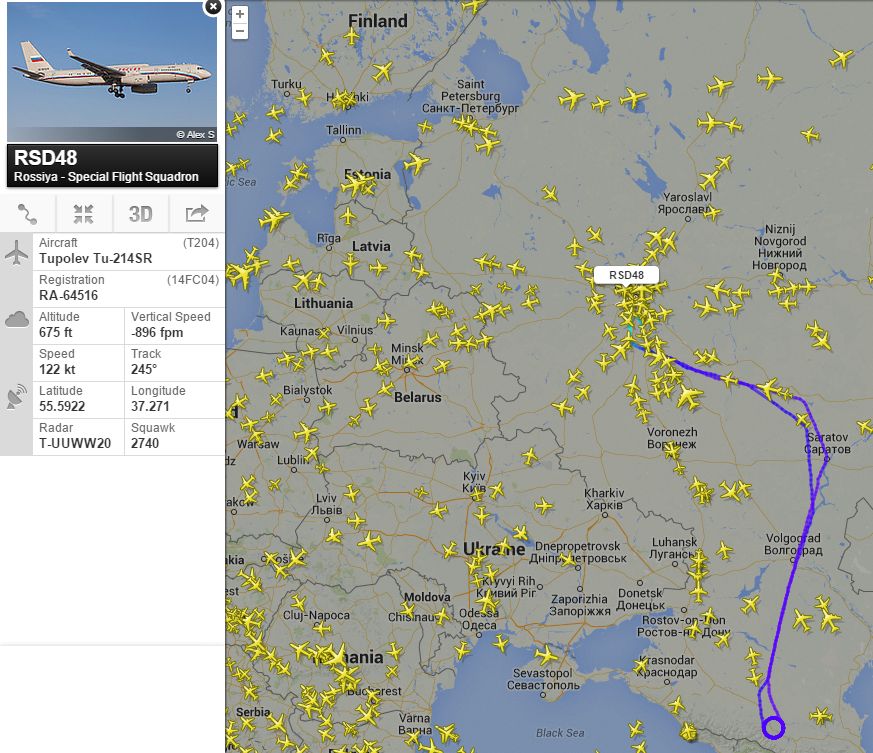 © Alex S
RSD48
Rossiya - Special Flight Squadron
3D
Aircraft
(T204)
Tupolev Tu-214SR
Registration
(14FC04)
RA-64516
Altitude
675 ft
Vertical Speed
-896 fpm
Speed
122 kt
Track
245°
Latitude
55.5922
Longitude
37.271
Radar
T-UUWW20
Squawk
2740
+
−
Finland
Turku
Saint
Petersburg
Санкт-Петербург
Tallinn
Estonia
Yaroslavl
Ярославль
Rīga
Latvia
Niznij
Novgorod
Нижний
Новгород
RSD48
Lithuania
Kaunas
Vilnius
Minsk
Belarus
Bialystok
Warsaw
Lublin
Voronezh
Воронеж
Saratov
Саратов
Kyiv
Київ
Kharkiv
Харків
Lviv
Львів
Ukraine
Dnepropetrovsk
Дніпропетровськ
Luhansk
Луганськ
Volgograd
Волгоград
Kryvyi Rih
Кривий Ріг
Donetsk
Донецьк
Zaporizhia
Запоріжжя
Moldova
Chisinau
Odessa
Одеса
Cluj-Napoca
Rostov-on-Don
Ростов-на-Дону
Krasnodar
Краснодар
Sevastopol
Севастополь
Bucharest
Serbia
Varna
Варна
Black Sea